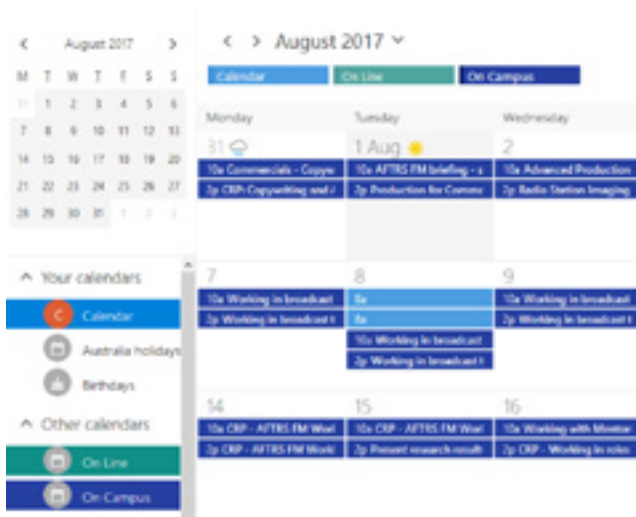 August 2017
M T W T F S S
31 1 2 3 4 5 6
7 8 9 10 11 12 13
14 15 16 17 18 19 20
21 22 23 24 25 26 27
28 29 30 31 1 2 3
Your calendars
C Calendar
Australia holidays
Birthdays
Other calendars
On Line
On Campus
August 2017
Calendar On Line On Campus
Monday Tuesday Wednesday
31 1 Aug 2
10a Commercials - Copyw 10a AFTRS FM briefing - a 10a Advanced Production
2p CRP: Copywriting and 2p Production for Comme 2p Radio Station Imaging
7 8 9
10a Working in broadcast 8a 10a Working in broadcast
2p Working in broadcast t 8a 2p Working in broadcast t
10a Working in broadcast
2p Working in broadcast t
14 15 16
10a CRP - AFTRS FM Worl 10a CRP - AFTRS FM Worl 10a Working with Mentor
2p CRP - AFTRS FM Worl 2p Present research result 2p CRP - Working in roles